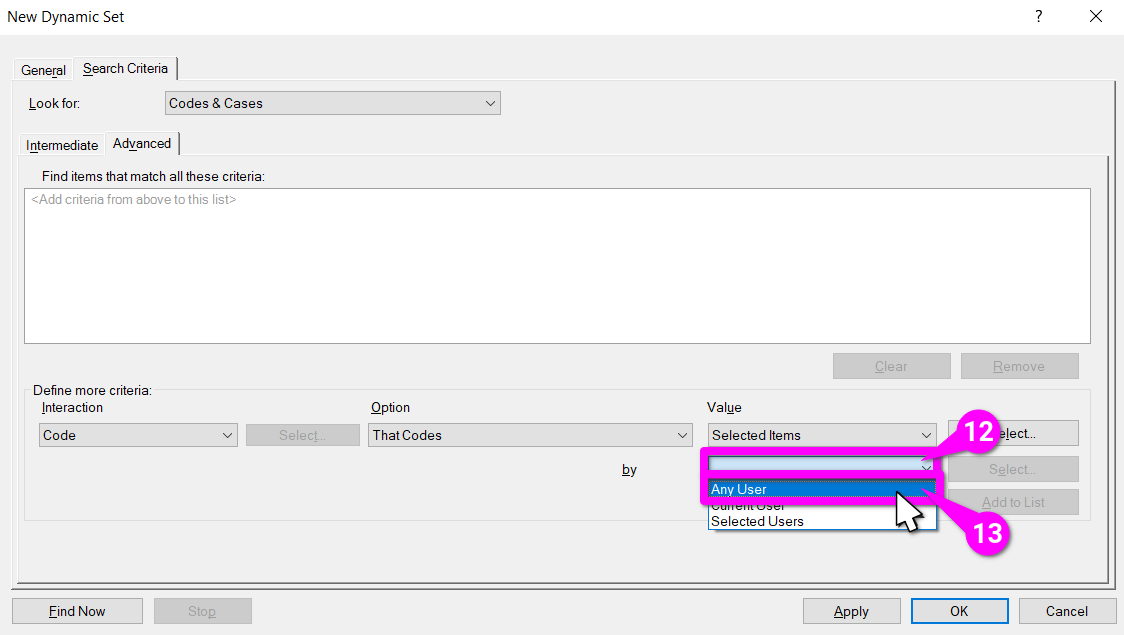 New Dynamic Set ?
General Search Criteria
Look for: Codes & Cases
Intermediate Advanced
Find items that match all these criteria:
<Add criteria from above to this list>
Clear Remove
Define more criteria:
Interaction Option Value
Code Select... That Codes Selected Items elect...
12
by Select...
Any User
Add to List
Current User
Selected Users
13
Find Now Stop Apply OK Cancel